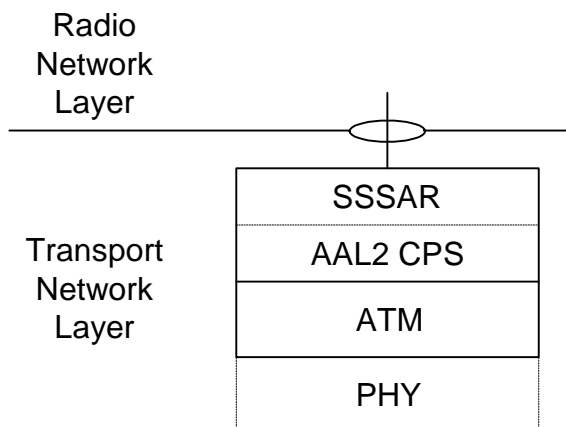 Radio
Network
Layer
SSSAR
Transport
Network
Layer
AAL2 CPS
ATM
PHY